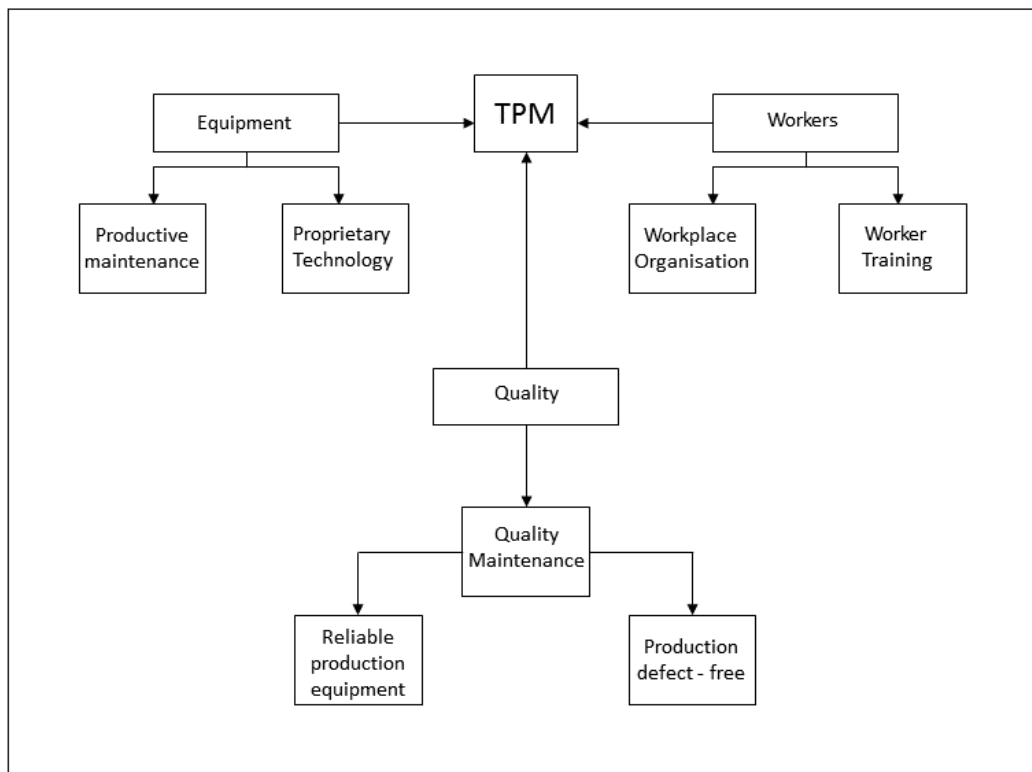 TPM
Equipment
Workers
Productive
maintenance
Proprietary
Technology
Workplace
Organisation
Worker
Training
Quality
Quality
Maintenance
Reliable
production
equipment
Production
defect - free